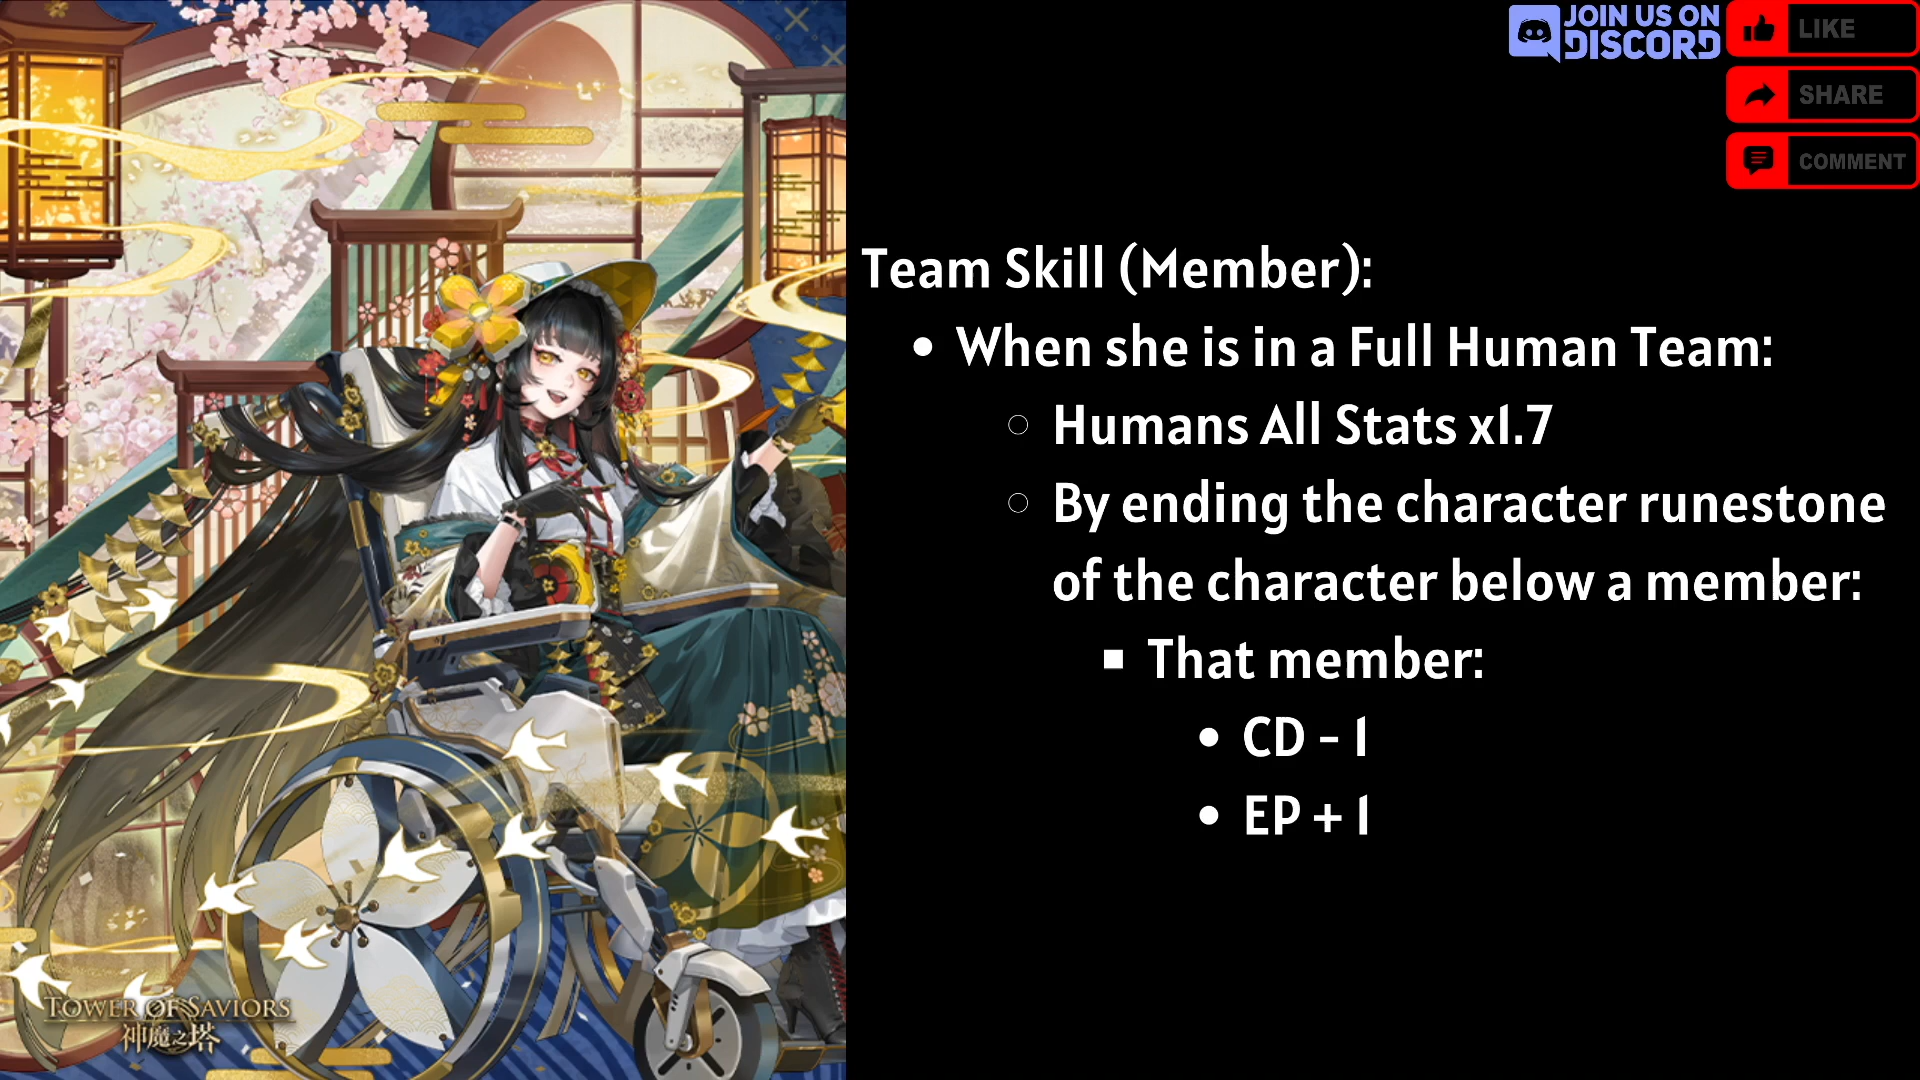 JOIN US ON
DISCORD
LIKE
SHARE
COMMENT
Team Skill (Member):
When she is in a Full Human Team:
Humans All Stats x1.7
By ending the character runestone
of the character below a member:
That member:
CD - 1
EP + 1
TOWER OF SAVIORS
神魔之塔